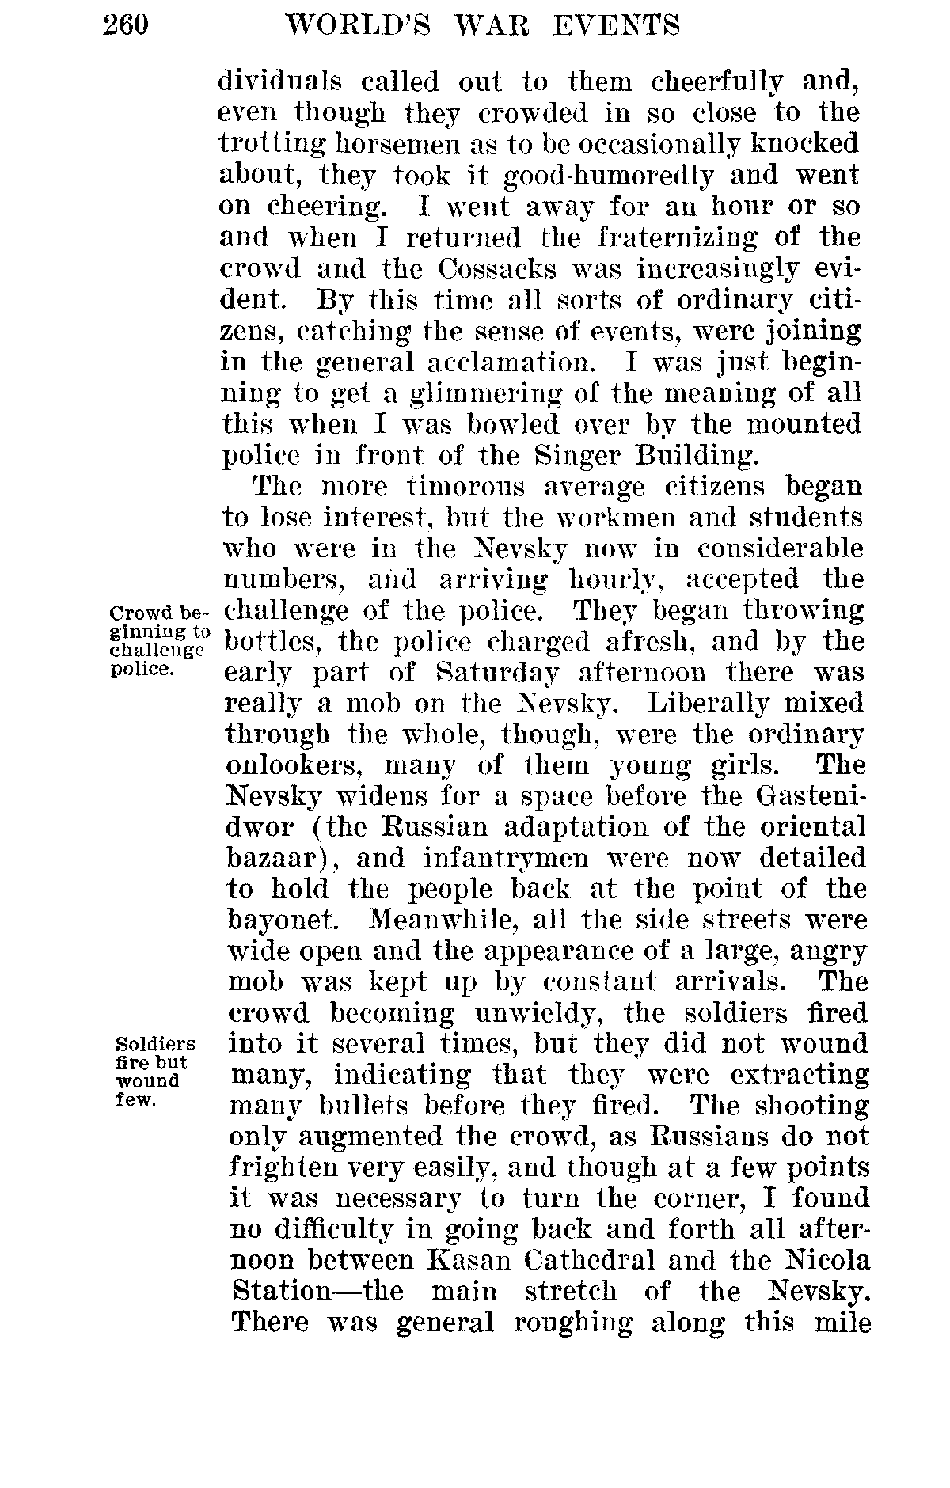 260 WORLD'S WAR EVENTS
dividuals called out to them cheerfully and,
even though they crowded in so close to the
trotting horsemen as to be occasionally knocked
about, they took it good-humoredly and went
on cheering. I went away for an hour or so
and when I returned the fraternizing of the
crowd and the Cossacks was increasingly evi-
dent. By this time all sorts of ordinary citi-
zens, catching the sense of events, were joining
in the general acclamation. I was just begin-
ning to get a glimmering of the meaning of all
this when I was bowled over by the mounted
police in front of the Singer Building.
The more timorous average citizens began
to lose interest, but the workmen and students
who were in the Nevsky now in considerable
numbers, and arriving hourly, accepted the
challenge of the police. They began throwing
bottles, the police charged afresh, and by the
early part of Saturday afternoon there was
really a mob on the Nevsky. Liberally mixed
through the whole, though, were the ordinary
onlookers, many of them young girls. The
Nevsky widens for a space before the Gasteni-
dwor (the Russian adaptation of the oriental
bazaar), and infantrymen were now detailed
to hold the people back at the point of the
bayonet. Meanwhile, all the side streets were
wide open and the appearance of a large, angry
mob was kept up by constant arrivals. The
crowd becoming unwieldy, the soldiers fired
into it several times, but they did not wound
many, indicating that they were extracting
many bullets before they fired. The shooting
only augmented the crowd, as Russians do not
frighten very easily, and though at a few points
it was necessary to turn the corner, I found
no difficulty in going back and forth all after-
noon between Kasan Cathedral and the Nicola
Station—the main stretch of the Nevsky.
There was general roughing along this mile
Crowd be-
ginning to
challenge
police.
Soldiers
fire but
wound
few.